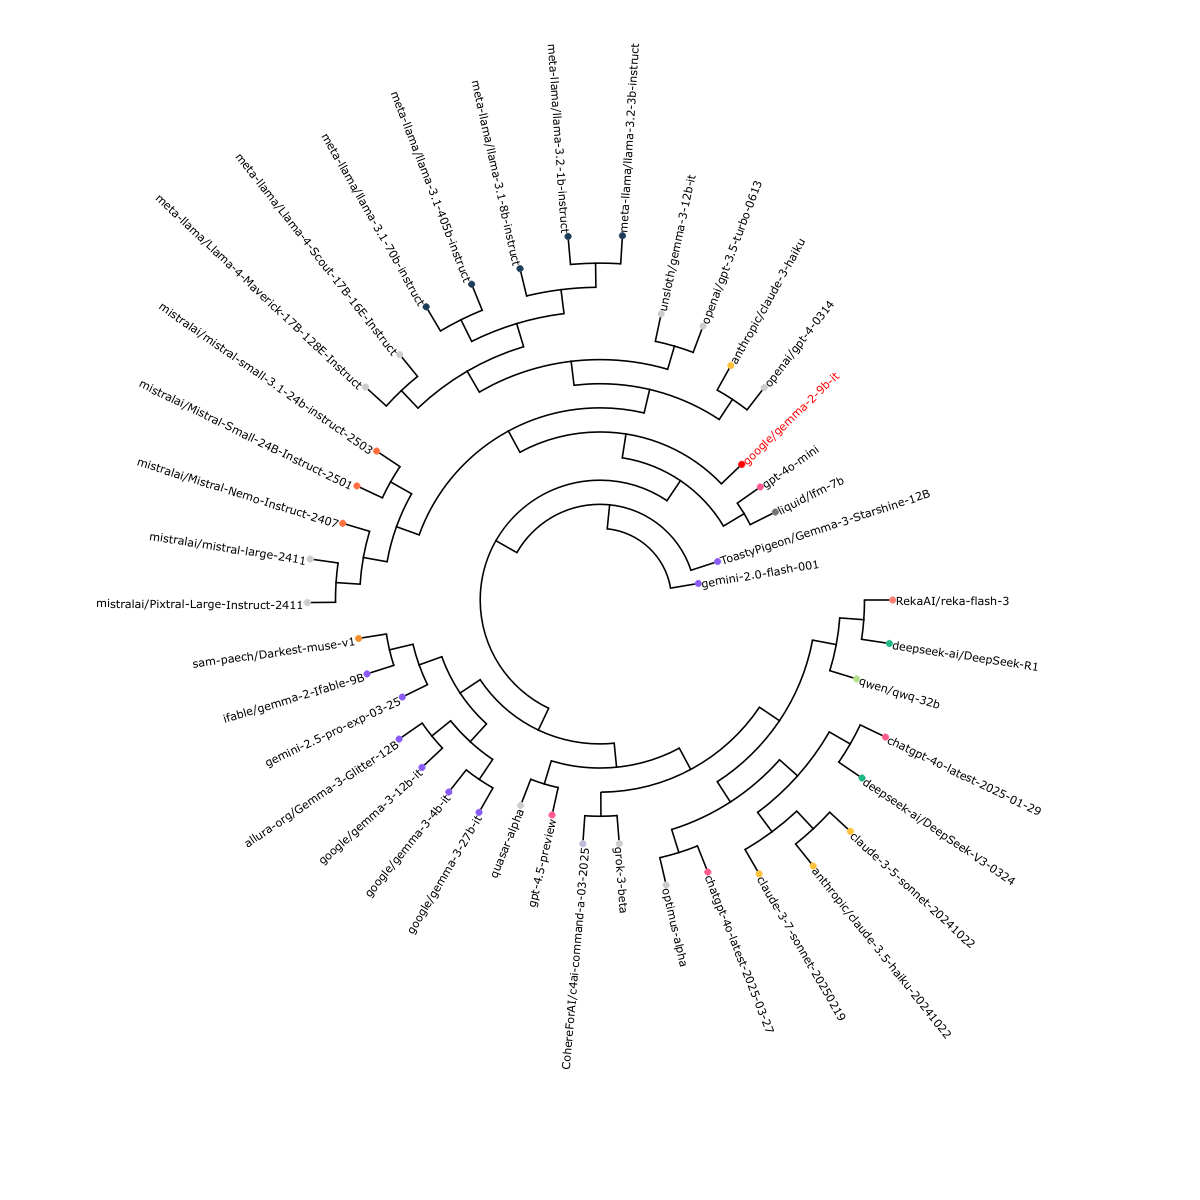 meta-llama/llama-3.2-3b-instruct
unsloth/gemma-3-12b-it
openai/gpt-3.5-turbo-0613
anthropic/claude-3-haiku
openai/gpt-4-0314
google/gemma-2-9b-it
gpt-4o-mini
liquid/lfm-7b
ToastyPigeon/Gemma-3-Starshine-12B
gemini-2.0-flash-001
RekaAI/reka-flash-3
deepseek-ai/DeepSeek-R1
qwen/qwq-32b
chatgpt-4o-latest-2025-01-29
deepseek-ai/DeepSeek-V3-0324
claude-3-5-sonnet-20241022
anthropic/claude-3.5-haiku-20241022
claude-3-7-sonnet-20250219
chatgpt-4o-latest-2025-03-27
optimus-alpha
grok-3-beta
CohereForAI/c4ai-command-a-03-2025
gpt-4.5-preview
quasar-alpha
google/gemma-3-27b-it
google/gemma-3-4b-it
google/gemma-3-12b-it
allura-org/Gemma-3-Glitter-12B
gemini-2.5-pro-exp-03-25
ifable/gemma-2-Ifable-9B
sam-paech/Darkest-muse-v1
mistralai/Pixtral-Large-Instruct-2411
mistralai/mistral-large-2411
mistralai/Mistral-Nemo-Instruct-2407
mistralai/Mistral-Small-24B-Instruct-2501
mistralai/mistral-small-3.1-24b-instruct-2503
meta-llama/Llama-4-Maverick-17B-128E-Instruct
meta-llama/Llama-4-Scout-17B-16E-Instruct
meta-llama/llama-3.1-70b-instruct
meta-llama/llama-3.1-405b-instruct
meta-llama/llama-3.1-8b-instruct
meta-llama/llama-3.2-1b-instruct